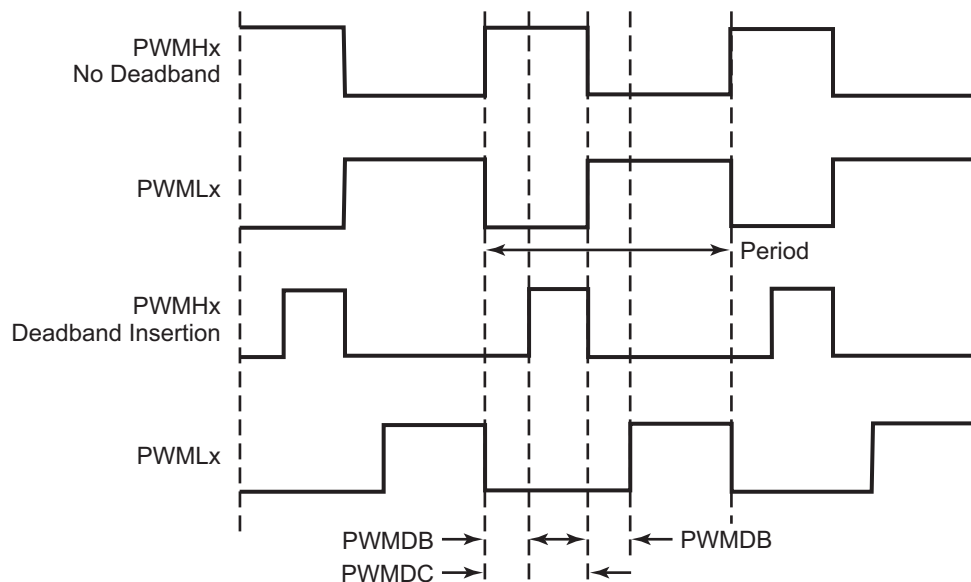 PWMHx
No Deadband
PWMLx
Period
PWMHx
Deadband Insertion
PWMLx
PWMDB
PWMDB
PWMDC